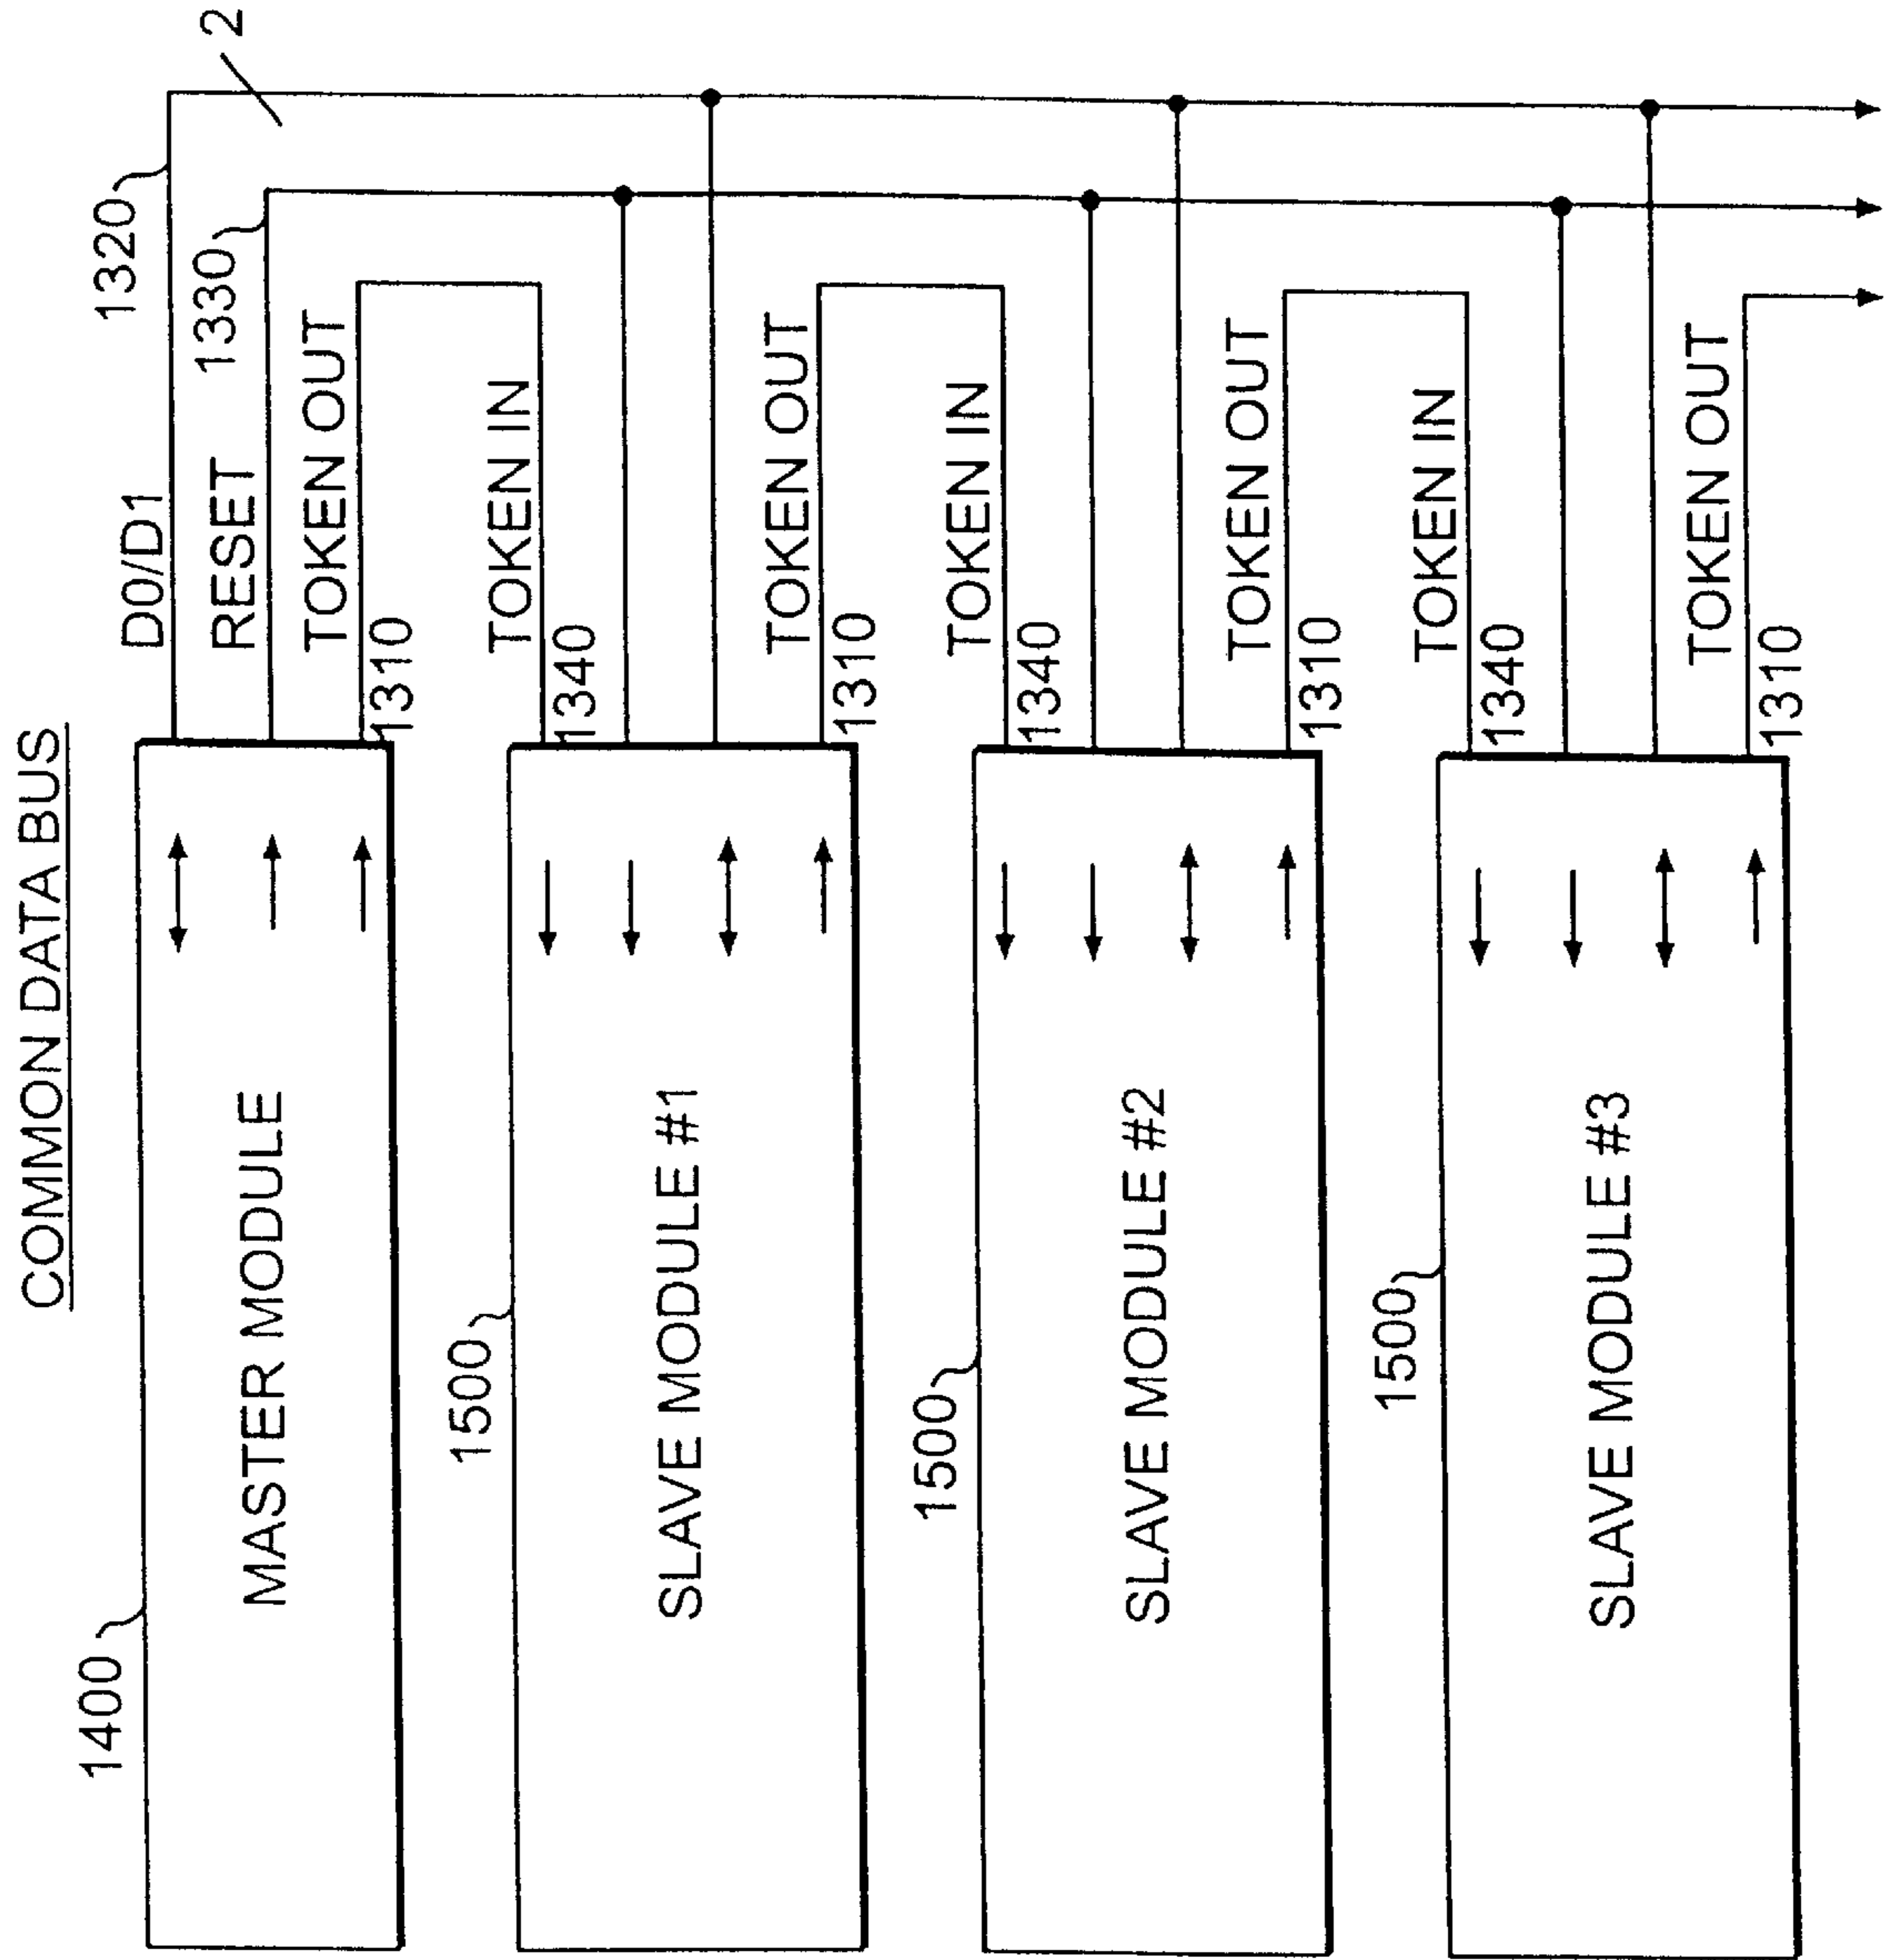 COMMON DATA BUS
1400
MASTER MODULE
D0/D1
1320
2
RESET
1330
TOKEN OUT
1310
1500
SLAVE MODULE #1
TOKEN IN
1340
TOKEN OUT
1310
1500
SLAVE MODULE #2
TOKEN IN
1340
TOKEN OUT
1310
1500
SLAVE MODULE #3
TOKEN IN
1340
TOKEN OUT
1310